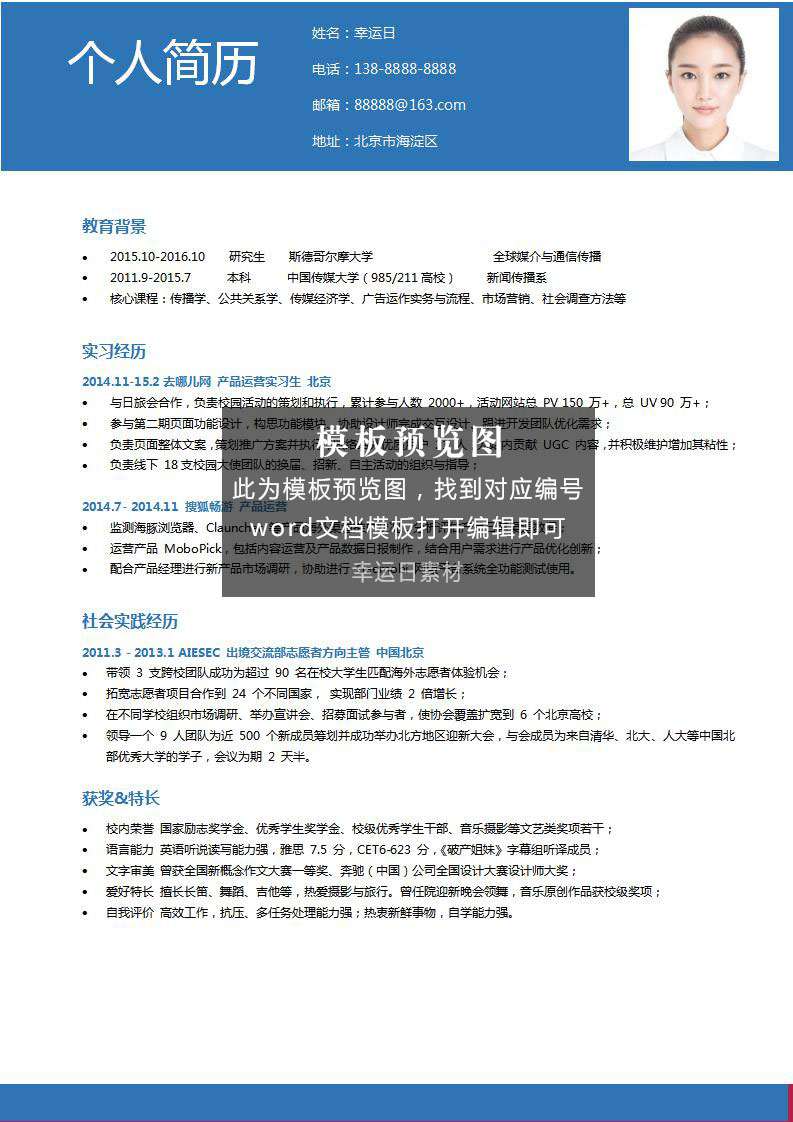 个人简历
姓名：幸运日
电话：138-8888-8888
邮箱：88888@163.com
地址：北京市海淀区
教育背景
• 2015.10-2016.10 研究生 斯德哥尔摩大学 全球媒介与通信传播
• 2011.9-2015.7 本科 中国传媒大学（985/211高校） 新闻传播系
• 核心课程：传播学、公共关系学、传媒经济学、广告运作实务与流程、市场营销、社会调查方法等
实习经历
2014.11-15.2 去哪儿网 产品运营实习生 北京
• 与日旅会合作，负责校园活动的策划和执行，累计参与人数 2000+，活动网站总 PV 150 万+，总 UV 90 万+；
• 参与第二期页面功能设计，构思功能模块，协助设计师完成交互设计，跟进开发团队优化需求；
• 负责页面整体文案，策划推广方案并执行 内贡献 UGC 内容，并积极维护增加其粘性；
• 负责线下 18 支校园大使团队的换届、招新、自主活动的组织与指导；
2014.7- 2014.11 搜狐畅游 产品运营
• 监测海豚浏览器、Claunch
• 运营产品 MoboPick，包括内容运营及产品数据日报制作，结合用户需求进行产品优化创新；
• 配合产品经理进行新产品市场调研，协助进行 系统全功能测试使用。
模板预览图
此为模板预览图，找到对应编号
word文档模板打开编辑即可
幸运日素材
社会实践经历
2011.3 - 2013.1 AIESEC 出境交流部志愿者方向主管 中国北京
• 带领 3 支跨校团队成功为超过 90 名在校大学生匹配海外志愿者体验机会；
• 拓宽志愿者项目合作到 24 个不同国家， 实现部门业绩 2 倍增长；
• 在不同学校组织市场调研、举办宣讲会、招募面试参与者，使协会覆盖扩宽到 6 个北京高校；
• 领导一个 9 人团队为近 500 个新成员筹划并成功举办北方地区迎新大会，与会成员为来自清华、北大、人大等中国北
部优秀大学的学子，会议为期 2 天半。
获奖&特长
• 校内荣誉 国家励志奖学金、优秀学生奖学金、校级优秀学生干部、音乐摄影等文艺类奖项若干；
• 语言能力 英语听说读写能力强，雅思 7.5 分，CET6-623 分，《破产姐妹》字幕组听译成员；
• 文字审美 曾获全国新概念作文大赛一等奖、奔驰（中国）公司全国设计大赛设计师大奖；
• 爱好特长 擅长长笛、舞蹈、吉他等，热爱摄影与旅行。曾任院迎新晚会领舞，音乐原创作品获校级奖项；
• 自我评价 高效工作，抗压、多任务处理能力强；热衷新鲜事物，自学能力强。